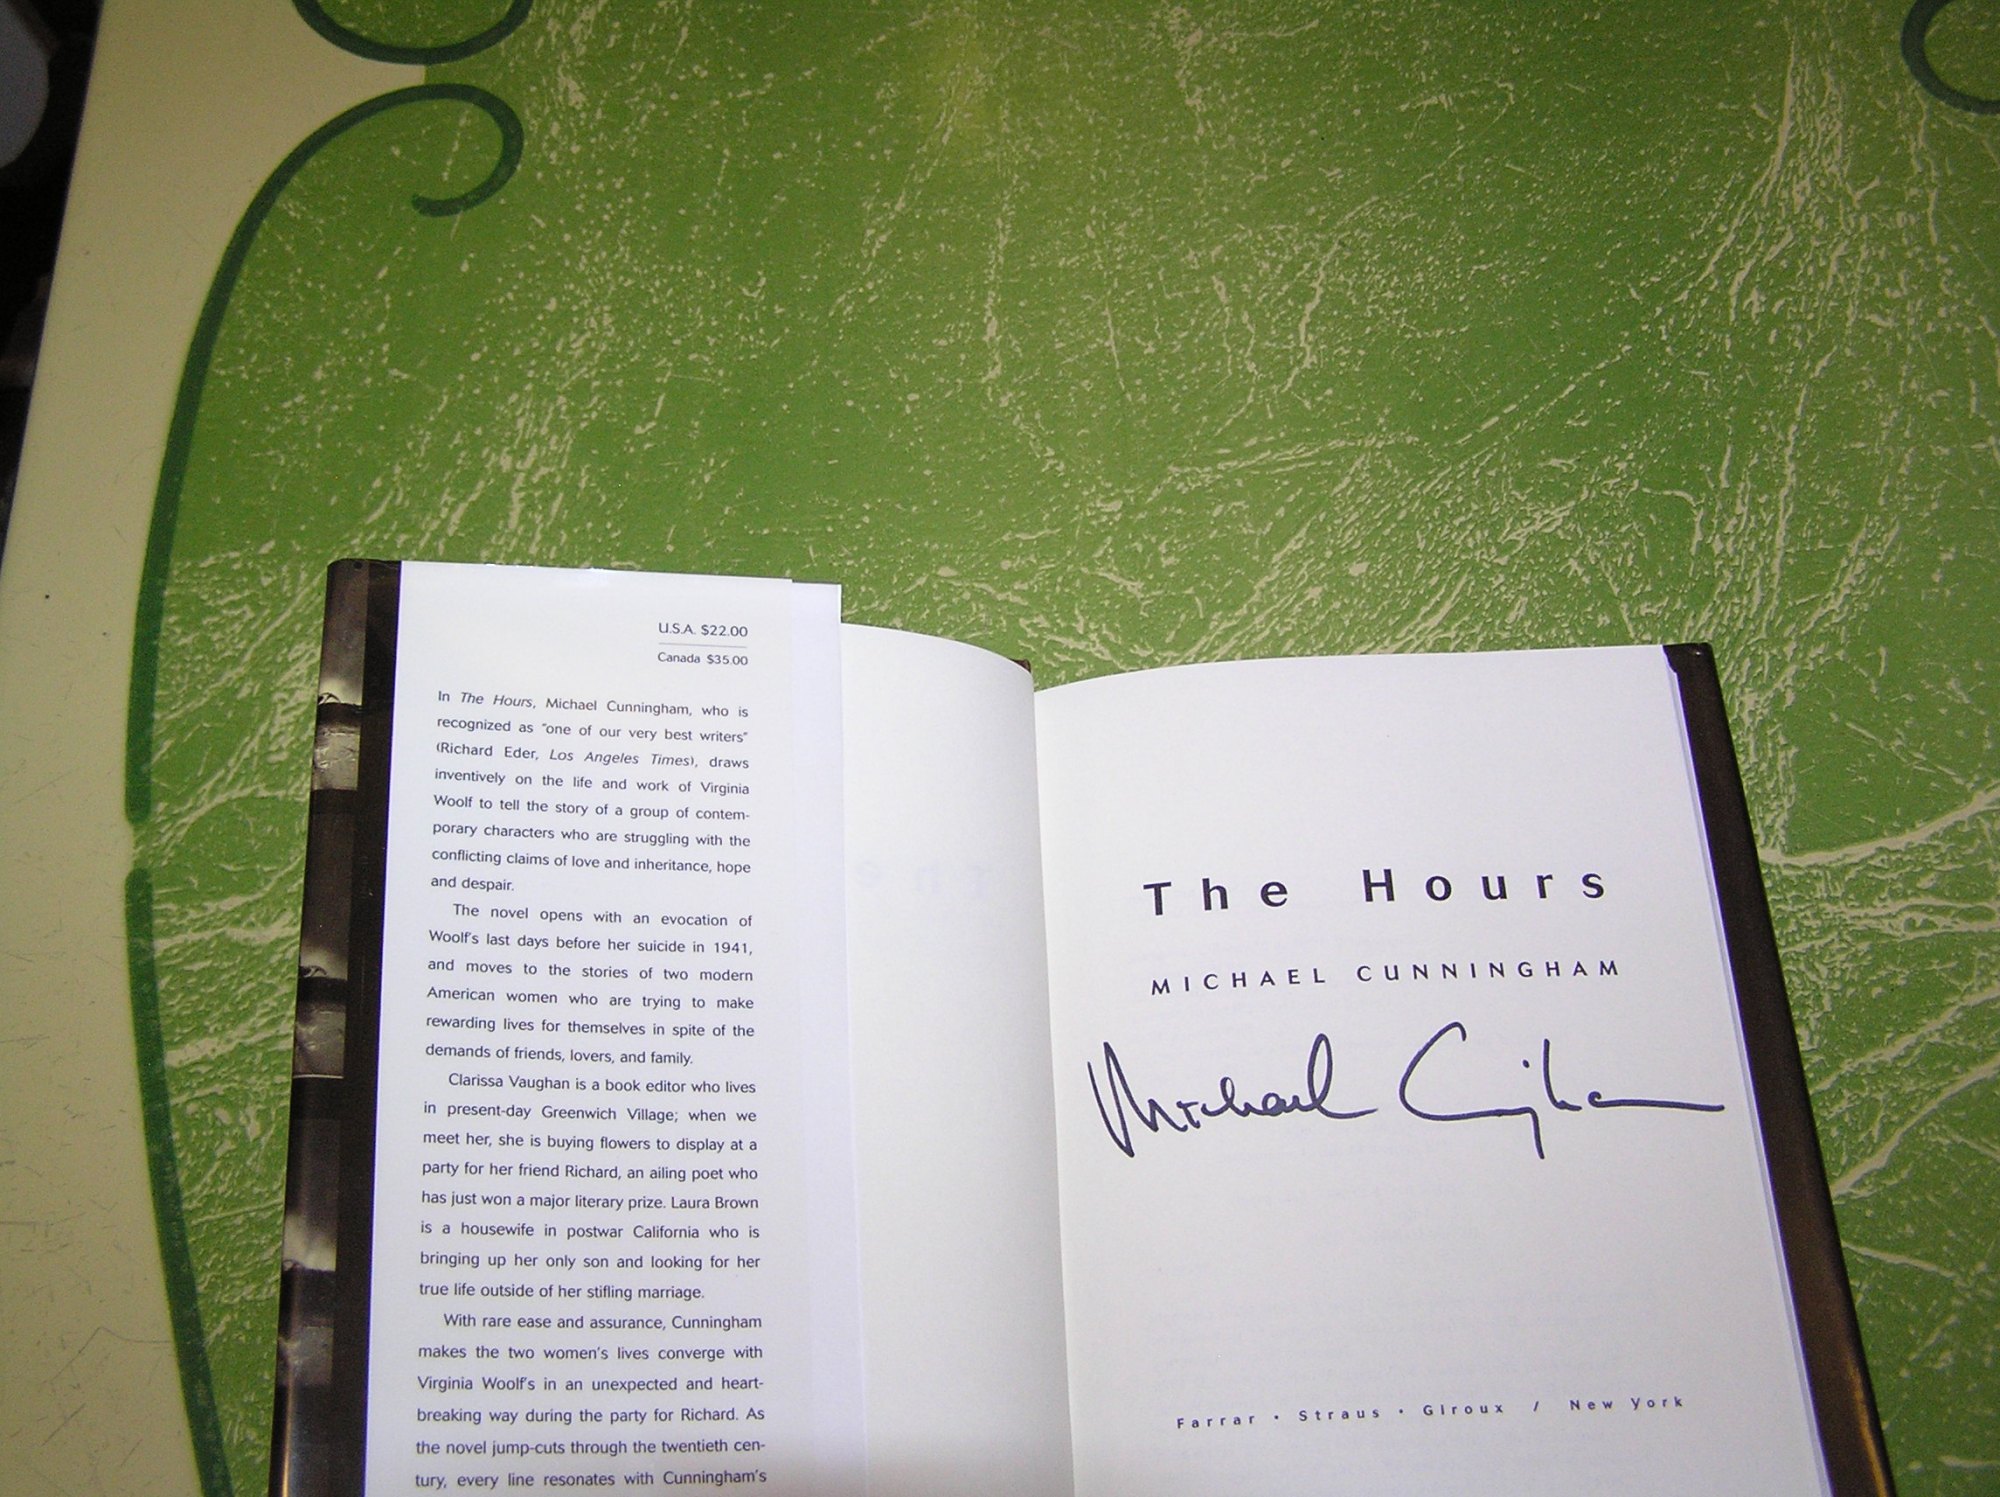 U.S.A. $22.00
Canada $35.00
In The Hours, Michael Cunningham, who is
recognized as "one of our very best writers"
(Richard Eder, Los Angeles Times), draws
inventively on the life and work of Virginia
Woolf to tell the story of a group of contem-
porary characters who are struggling with the
conflicting claims of love and inheritance, hope
and despair.
The novel opens with an evocation of
Woolf's last days before her suicide in 1941,
and moves to the stories of two modern
American women who are trying to make
rewarding lives for themselves in spite of the
demands of friends, lovers, and family.
Clarissa Vaughan is a book editor who lives
in present-day Greenwich Village; when we
meet her, she is buying flowers to display at a
party for her friend Richard, an ailing poet who
has just won a major literary prize. Laura Brown
is a housewife in postwar California who is
bringing up her only son and looking for her
true life outside of her stifling marriage.
With rare ease and assurance, Cunningham
makes the two women's lives converge with
Virginia Woolf's in an unexpected and heart-
breaking way during the party for Richard. As
the novel jump-cuts through the twentieth cen-
tury, every line resonates with Cunningham's
The Hours
MICHAEL CUNNINGHAM
Michael Cunningham
Farrar • Straus • Giroux / New York